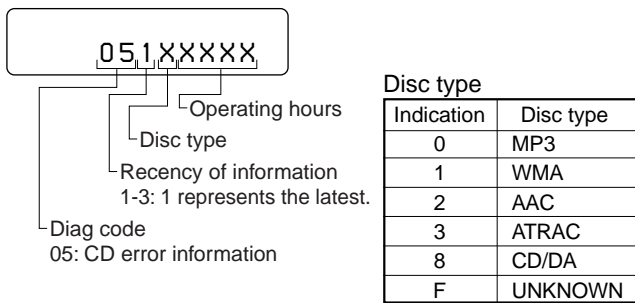 051XXXXX
Operating hours
Disc type
Recency of information
1-3: 1 represents the latest.
Diag code
05: CD error information
Disc type
Indication Disc type
0 MP3
1 WMA
2 AAC
3 ATRAC
8 CD/DA
F UNKNOWN